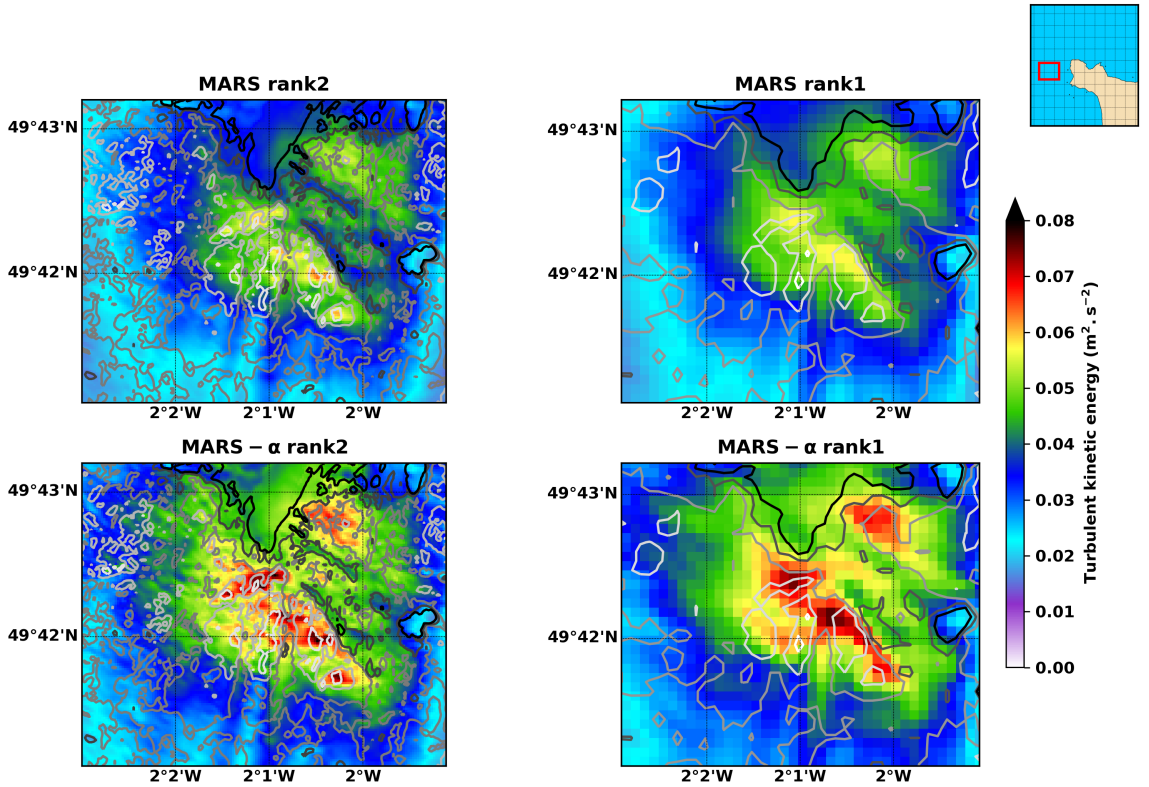 MARS rank2
MARS rank1
49°43'N
49°42'N
2°2'W 2°1'W 2°W
49°43'N
49°42'N
2°2'W 2°1'W 2°W
MARS − α rank2
MARS − α rank1
49°43'N
49°42'N
2°2'W 2°1'W 2°W
49°43'N
49°42'N
2°2'W 2°1'W 2°W
0.08
0.07
0.06
0.05
0.04
0.03
0.02
0.01
0.00
Turbulent kinetic energy (m².s⁻²)